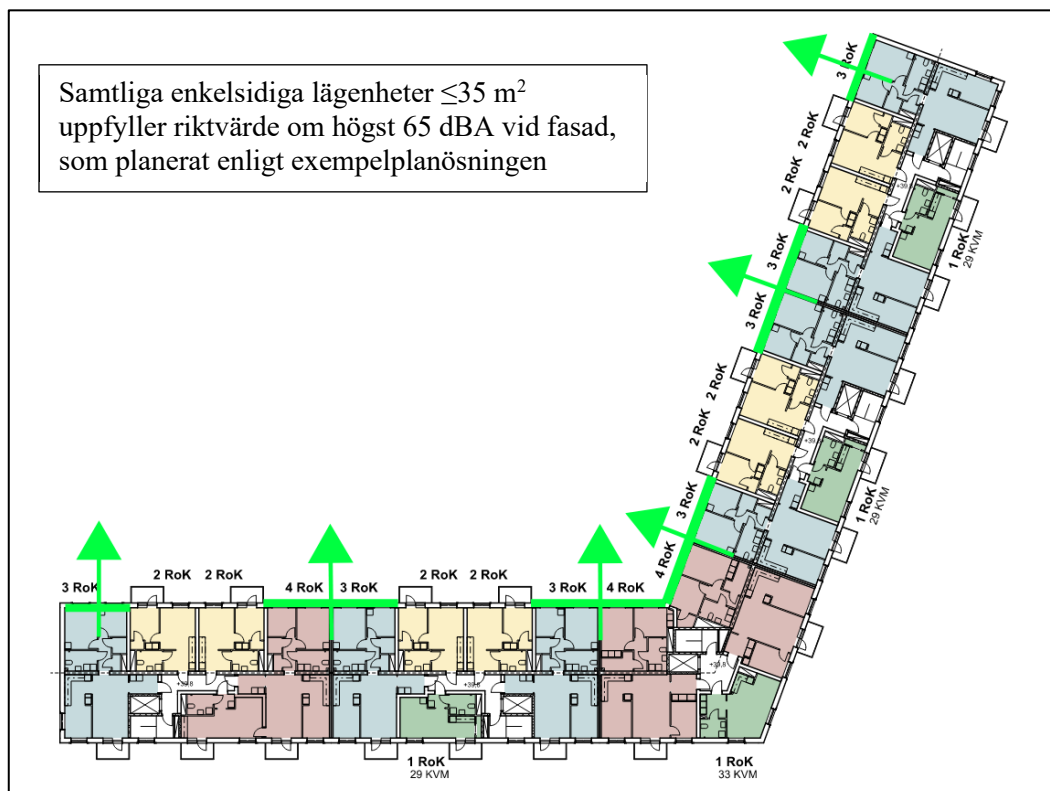 Samtliga enkelsidiga lägenheter ≤35 m²
uppfyller riktvärde om högst 65 dBA vid fasad,
som planerat enligt exempelplanösningen
3 RoK
2 RoK
2 RoK
1 RoK
29 KVM
3 RoK
3 RoK
2 RoK
2 RoK
1 RoK
29 KVM
3 RoK
4 RoK
3 RoK
2 RoK
2 RoK
4 RoK
3 RoK
2 RoK
2 RoK
3 RoK
4 RoK
+39,8
1 RoK
29 KVM
1 RoK
33 KVM